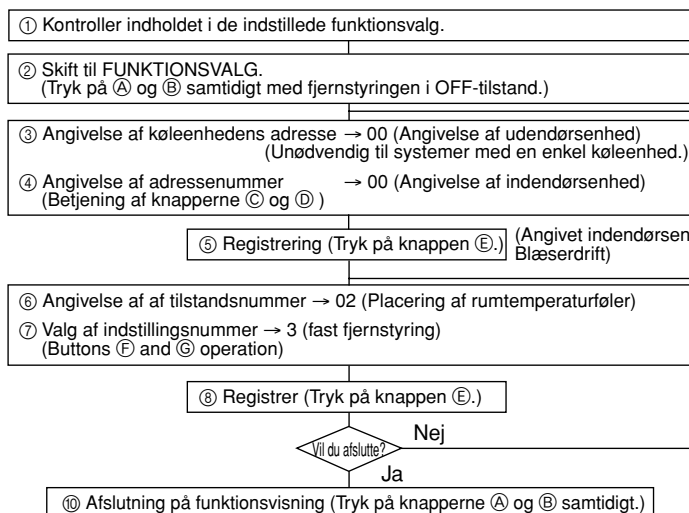 ① Kontroller indholdet i de indstillede funktionsvalg.
② Skift til FUNKTIONSVALG.
(Tryk på Ⓐ og Ⓑ samtidigt med fjernstyringen i OFF-tilstand.)
③ Angivelse af køleenhedens adresse → 00 (Angivelse af udendørsenhed)
(Unødvendig til systemer med en enkel køleenhed.)
④ Angivelse af adressenummer → 00 (Angivelse af indendørsenhed)
(Betjening af knapperne Ⓒ og Ⓓ )
⑤ Registrering (Tryk på knappen Ⓔ.) (Angivet indendørsen
Blæserdrift)
⑥ Angivelse af af tilstandsnummer → 02 (Placering af rumtemperaturføler)
⑦ Valg af indstillingsnummer → 3 (fast fjernstyring)
(Buttons Ⓕ and Ⓖ operation)
⑧ Registrer (Tryk på knappen Ⓔ.)
Vil du afslutte?
Nej
Ja
⑩ Afslutning på funktionsvisning (Tryk på knapperne Ⓐ og Ⓑ samtidigt.)